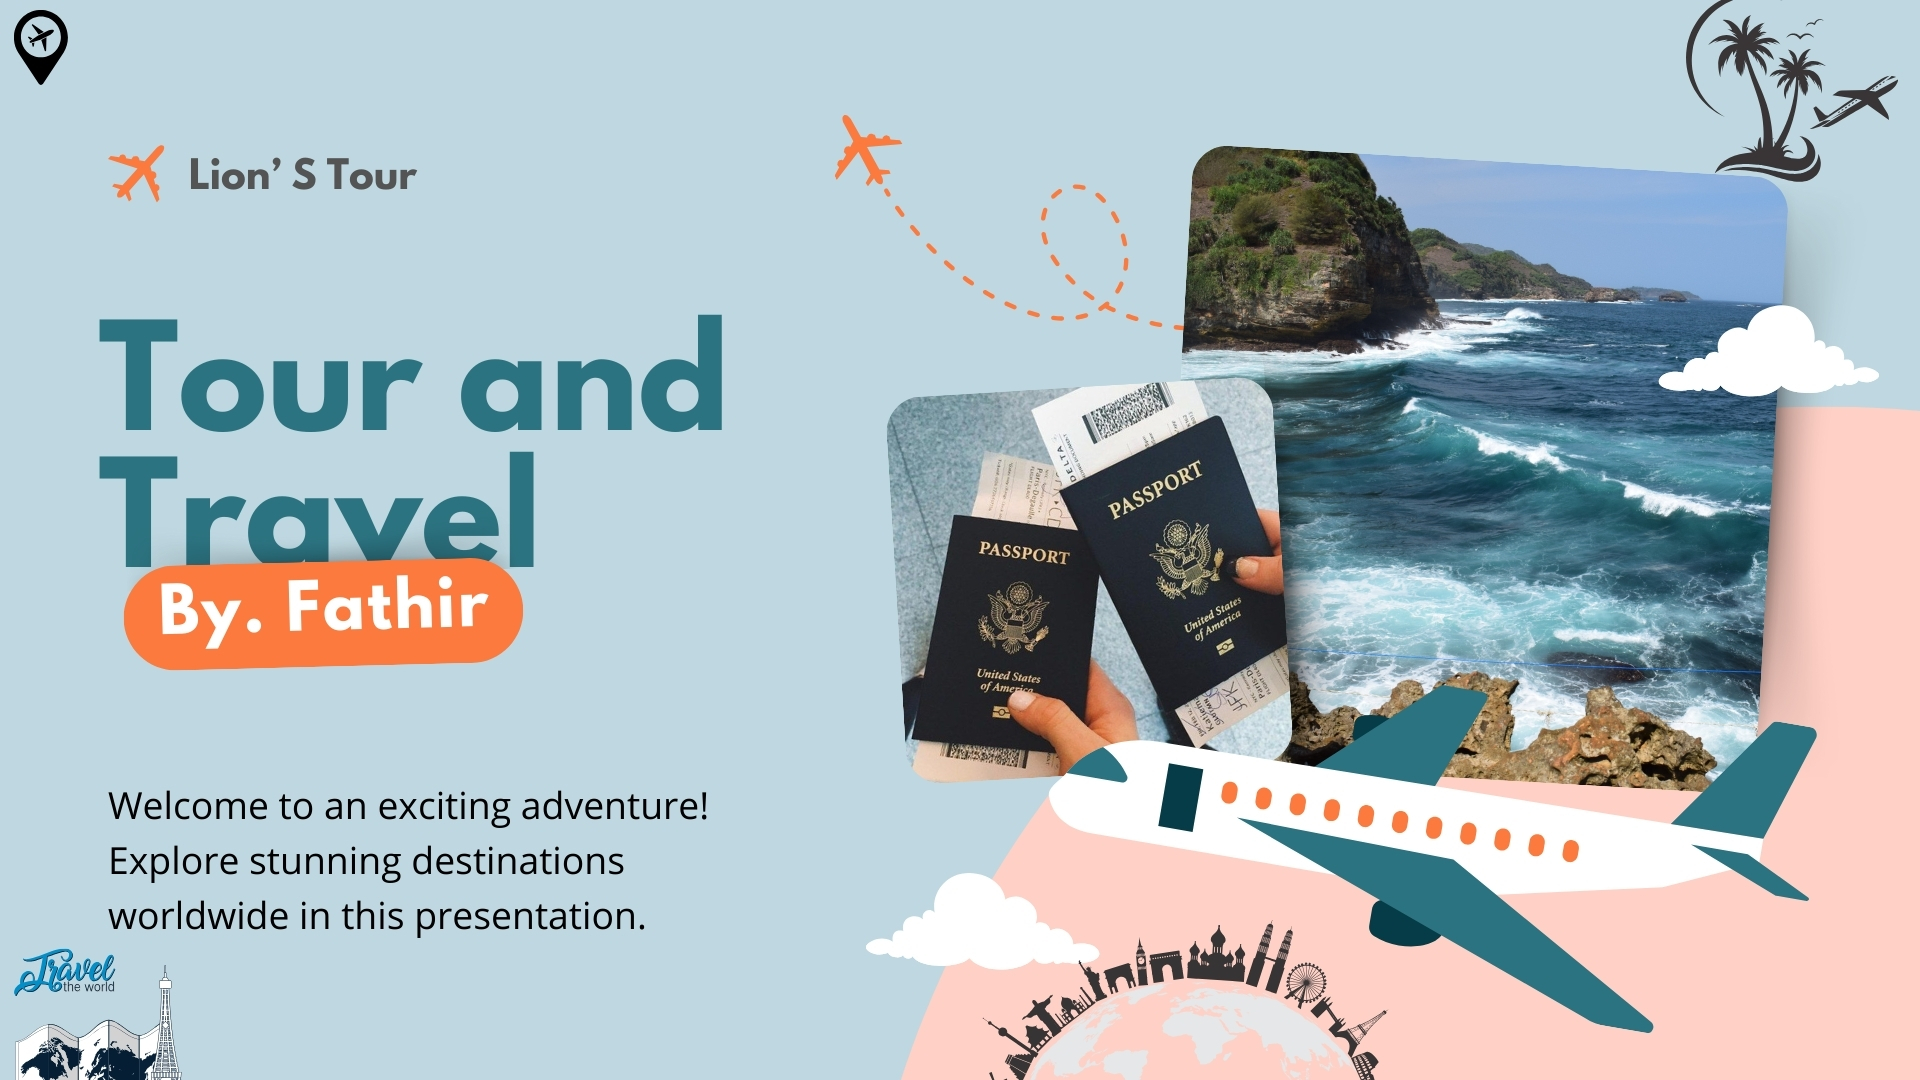 Lion’ S Tour
Tour and
Travel
By. Fathir
Welcome to an exciting adventure!
Explore stunning destinations
worldwide in this presentation.
DELTA
PASSPORT
United States
of America
PASSPORT
United States
of America
Travel
the world